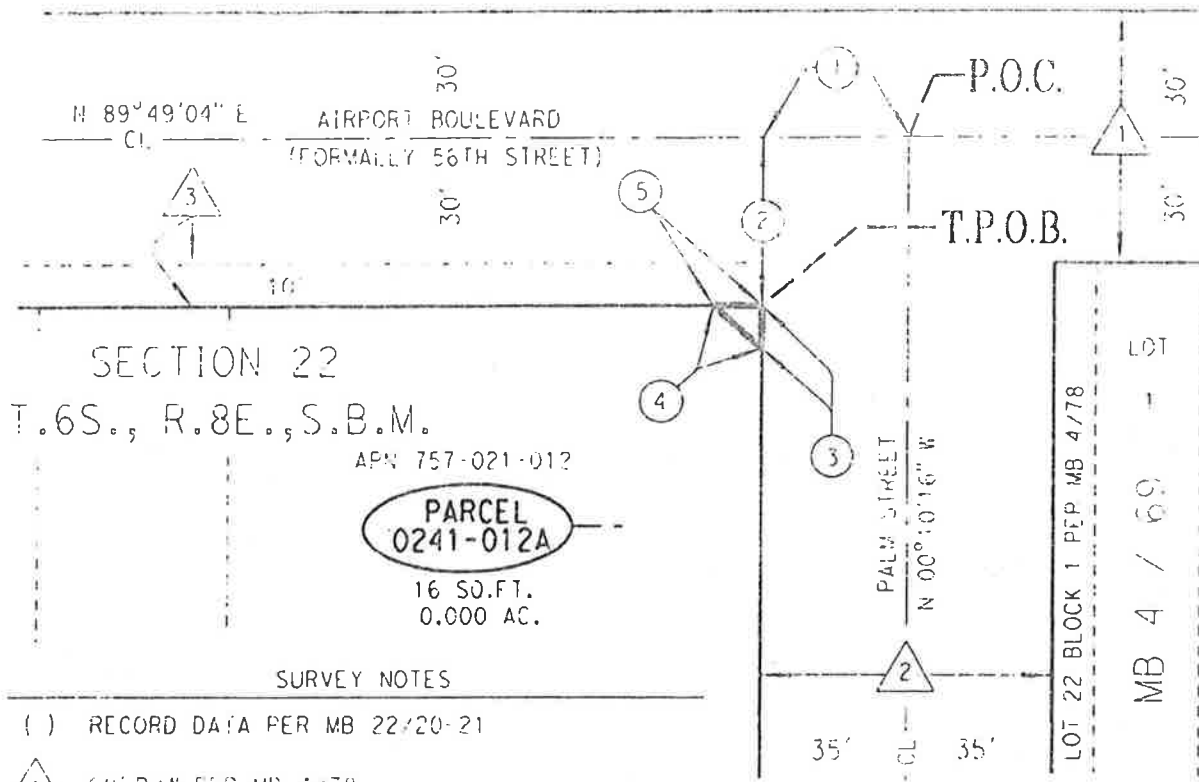 1
P.O.C.
30'
30'
N 89°49'04" E
CL
AIRPORT BOULEVARD
(FORMALLY 56TH STREET)
1
3
5
30'
2
30'
T.P.O.B.
10'
SECTION 22
T.6S., R.8E., S.B.M.
4
3
LOT
1
APN 757-021-012
PARCEL
0241-012A
16 SQ.FT.
0.000 AC.
PALM STREET
N 00°10'16" W
LOT 22 BLOCK 1 PER MB 4/78
MB 4 / 69
2
SURVEY NOTES
( ) RECORD DATA PER MB 22/20-21
35'
CL
35'
PER MB